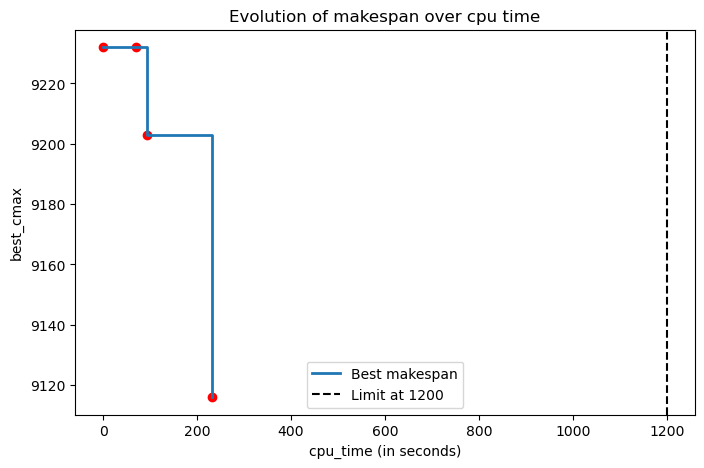 Evolution of makespan over cpu time
best_cmax
9220
9200
9180
9160
9140
9120
Best makespan
Limit at 1200
0 200 400 600 800 1000 1200
cpu_time (in seconds)